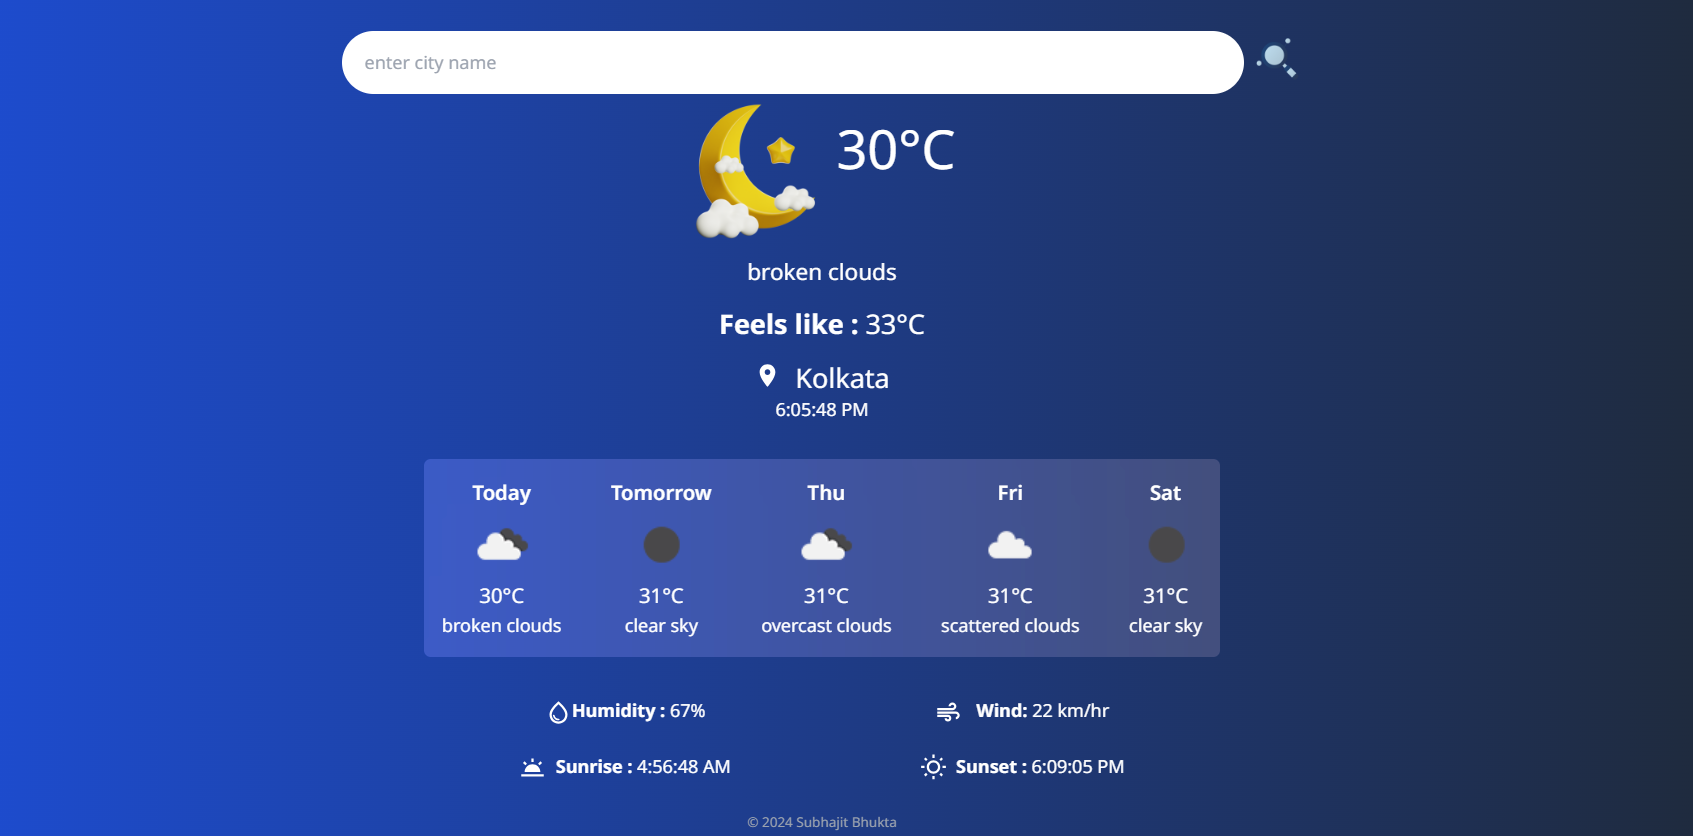 enter city name
30°C
broken clouds
Feels like : 33°C
Kolkata
6:05:48 PM
Today Tomorrow Thu Fri Sat
30°C 31°C 31°C 31°C 31°C
broken clouds clear sky overcast clouds scattered clouds clear sky
Humidity : 67% Wind: 22 km/hr
Sunrise : 4:56:48 AM Sunset : 6:09:05 PM
© 2024 Subhajit Bhukta